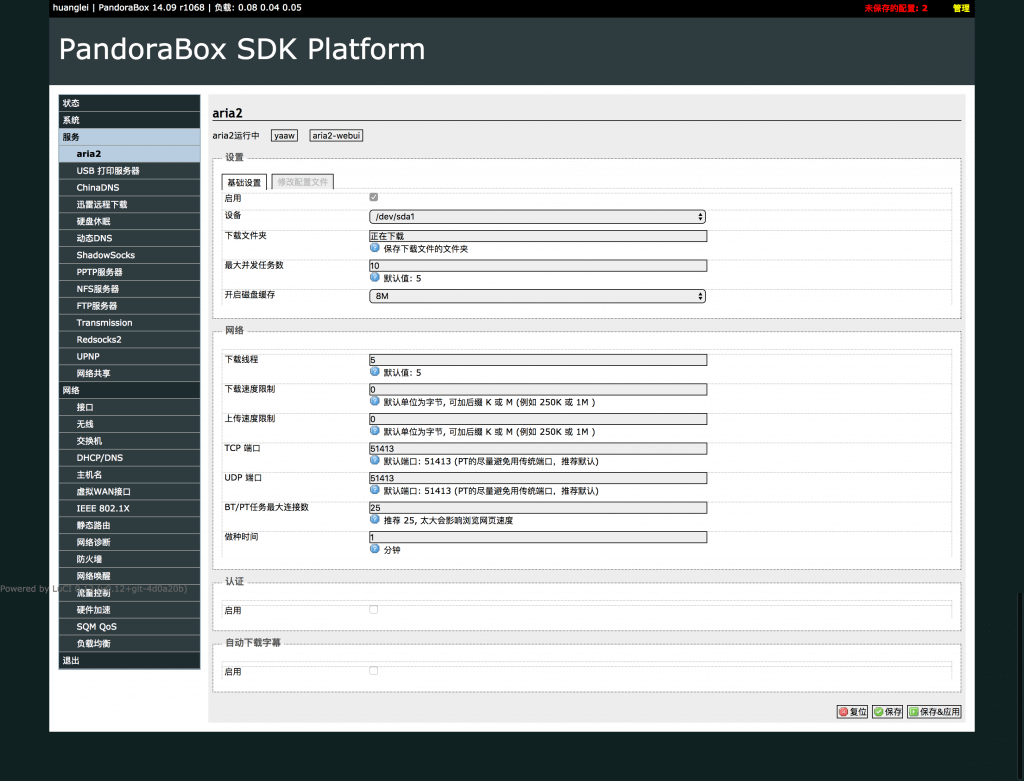 huanglei | PandoraBox 14.09 r1068 | 负载: 0.08 0.04 0.05
未保存的配置: 2
管理
PandoraBox SDK Platform
状态
系统
服务
aria2
USB 打印服务器
ChinaDNS
迅雷远程下载
硬盘休眠
动态DNS
ShadowSocks
PPTP服务器
NFS服务器
FTP服务器
Transmission
Redsocks2
UPNP
网络共享
网络
接口
无线
交换机
DHCP/DNS
主机名
虚拟WAN接口
IEEE 802.1X
静态路由
网络诊断
防火墙
网络唤醒
流量控制
硬件加速
SQM QoS
负载均衡
退出
aria2
aria2运行中 yaaw aria2-webui
设置
基础设置 修改配置文件
启用
设备 /dev/sda1
下载文件夹 正在下载
保存下载文件的文件夹
最大并发任务数 10
默认值: 5
开启磁盘缓存 8M
网络
下载线程 5
默认值: 5
下载速度限制 0
默认单位为字节, 可加后缀 K 或 M (例如 250K 或 1M )
上传速度限制 0
默认单位为字节, 可加后缀 K 或 M (例如 250K 或 1M )
TCP 端口 51413
默认端口: 51413 (PT的尽量避免用传统端口，推荐默认)
UDP 端口 51413
默认端口: 51413 (PT的尽量避免用传统端口，推荐默认)
BT/PT任务最大连接数 25
推荐 25, 太大会影响浏览网页速度
做种时间 1
分钟
认证
启用
自动下载字幕
启用
复位 保存 保存&应用
Powered by
+git-4d0a20b)